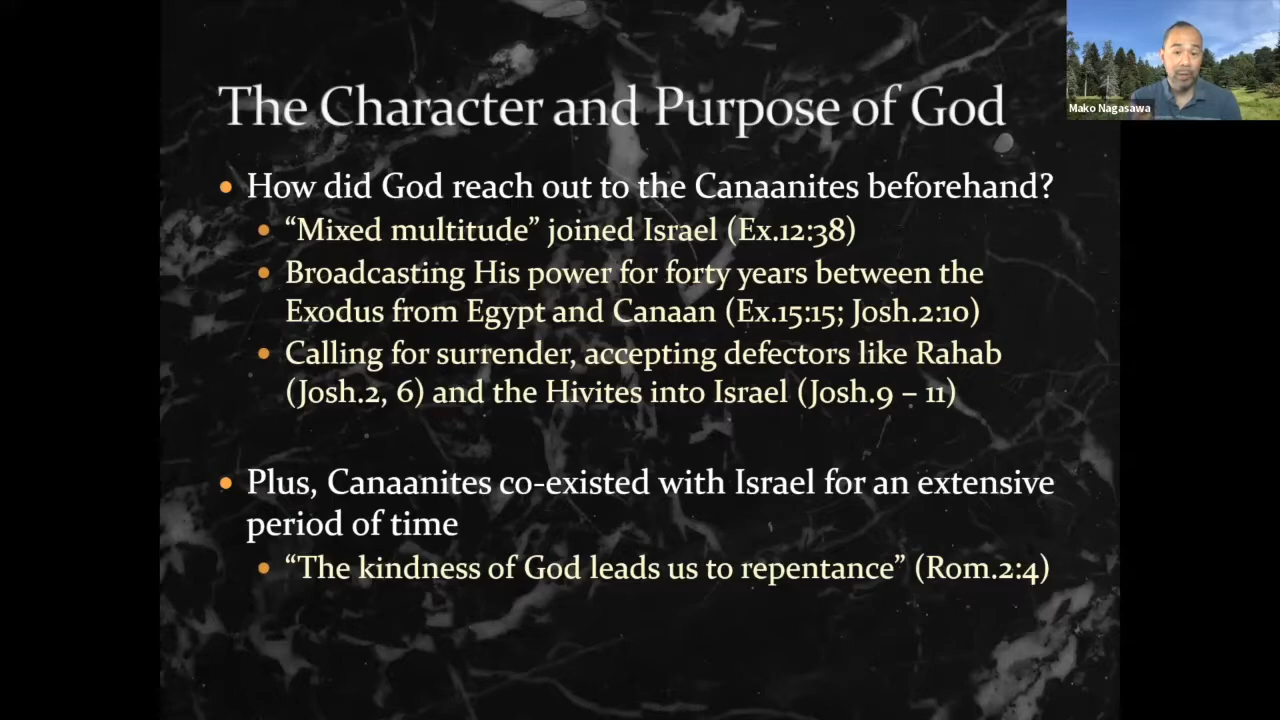 The Character and Purpose of God
Mako Nagasawa
• How did God reach out to the Canaanites beforehand?
• “Mixed multitude” joined Israel (Ex.12:38)
• Broadcasting His power for forty years between the
Exodus from Egypt and Canaan (Ex.15:15; Josh.2:10)
• Calling for surrender, accepting defectors like Rahab
(Josh.2, 6) and the Hivites into Israel (Josh.9 – 11)
• Plus, Canaanites co-existed with Israel for an extensive
period of time
• “The kindness of God leads us to repentance” (Rom.2:4)